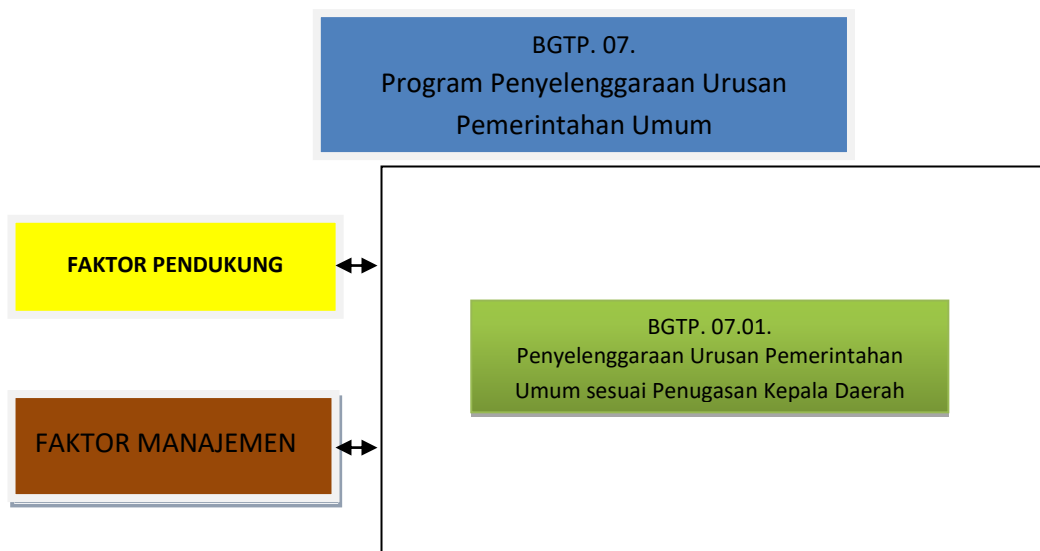 BGTP. 07.
Program Penyelenggaraan Urusan
Pemerintahan Umum
FAKTOR PENDUKUNG
BGTP. 07.01.
Penyelenggaraan Urusan Pemerintahan
Umum sesuai Penugasan Kepala Daerah
FAKTOR MANAJEMEN